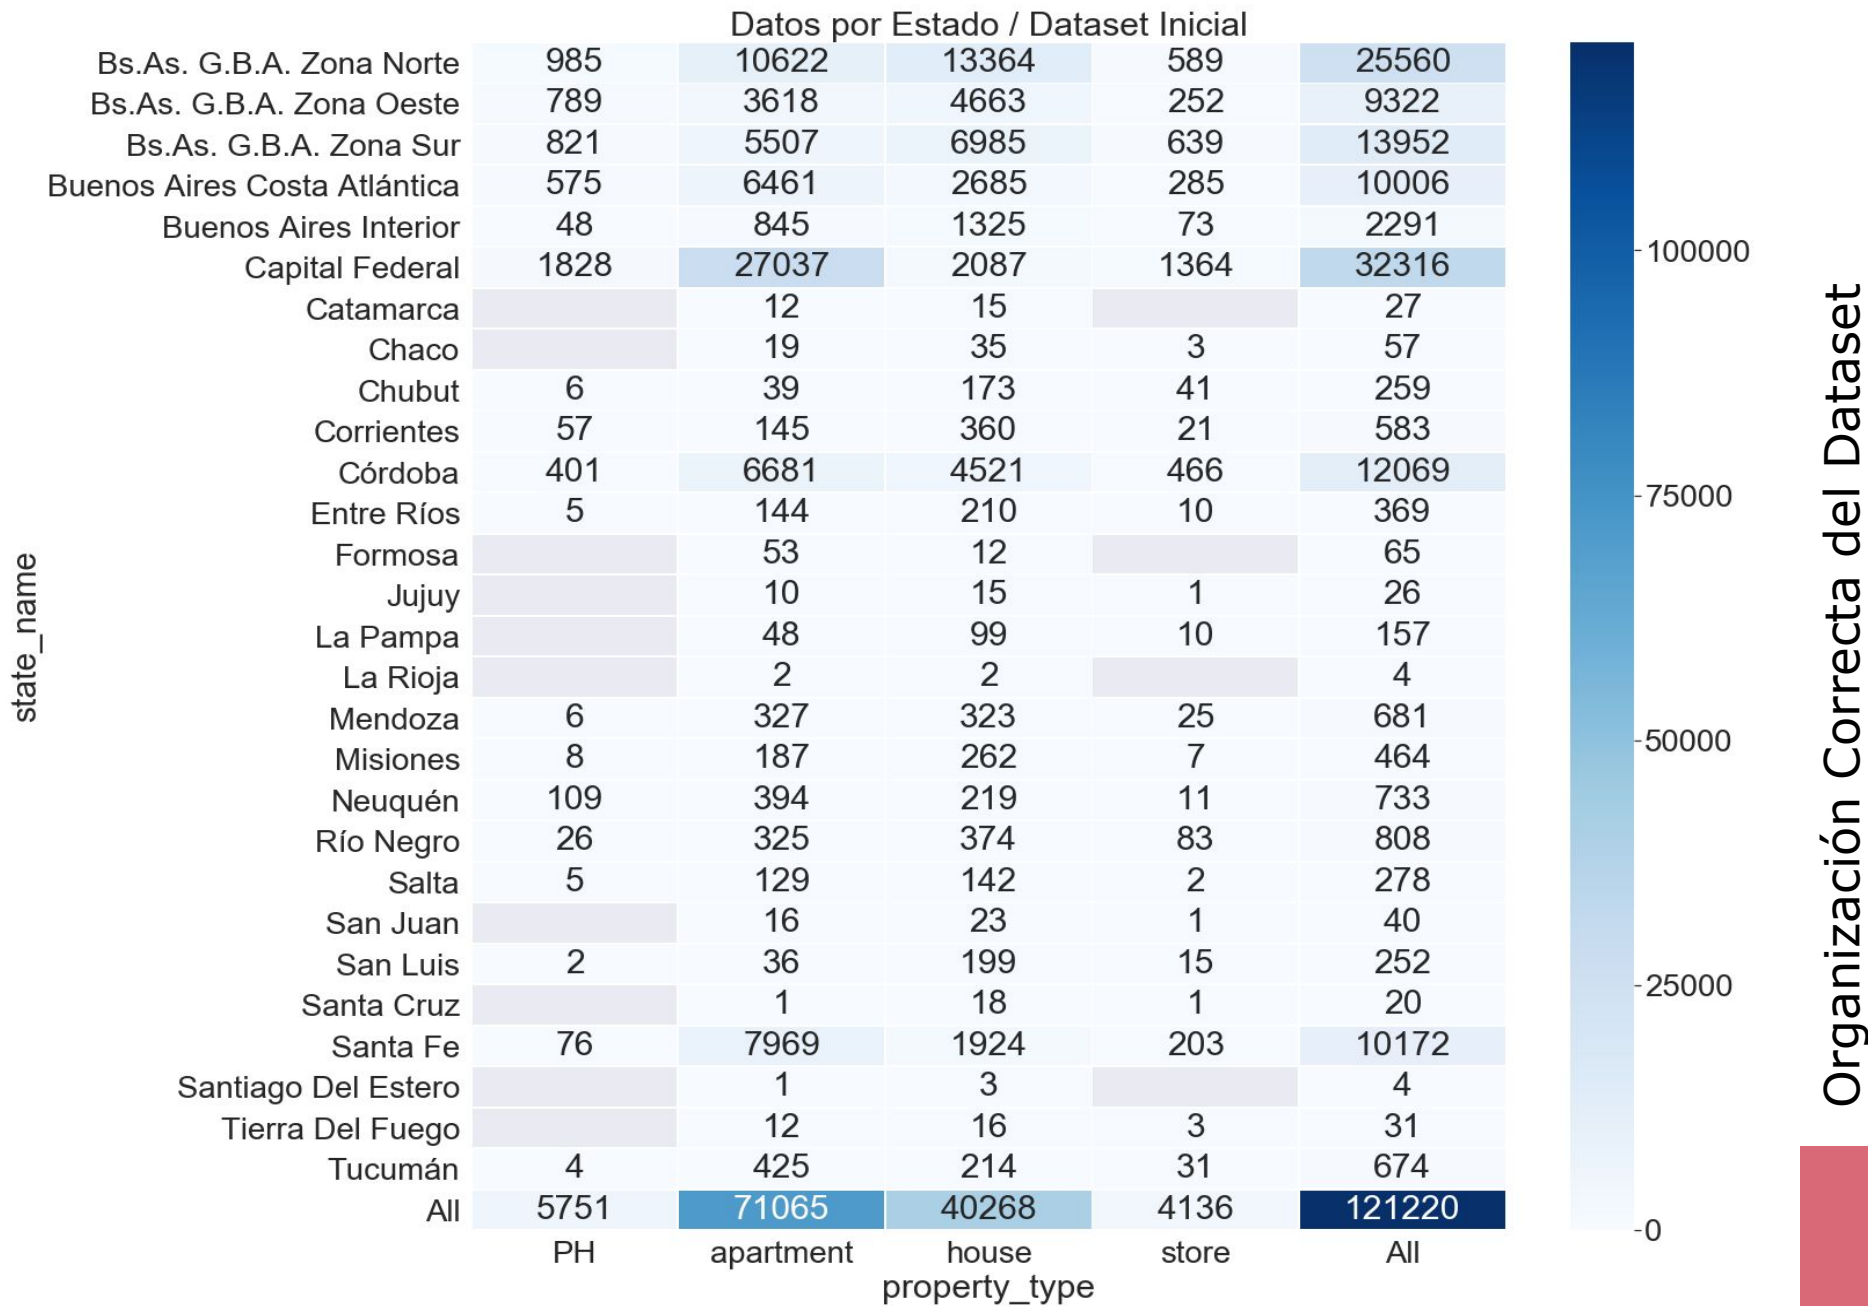 Datos por Estado / Dataset Inicial
Bs.As. G.B.A. Zona Norte 985 10622 13364 589 25560
Bs.As. G.B.A. Zona Oeste 789 3618 4663 252 9322
Bs.As. G.B.A. Zona Sur 821 5507 6985 639 13952
Buenos Aires Costa Atlántica 575 6461 2685 285 10006
Buenos Aires Interior 48 845 1325 73 2291
Capital Federal 1828 27037 2087 1364 32316
Catamarca 12 15 27
Chaco 19 35 3 57
Chubut 6 39 173 41 259
Corrientes 57 145 360 21 583
Córdoba 401 6681 4521 466 12069
Entre Ríos 5 144 210 10 369
Formosa 53 12 65
Jujuy 10 15 1 26
La Pampa 48 99 10 157
La Rioja 2 2 4
Mendoza 6 327 323 25 681
Misiones 8 187 262 7 464
Neuquén 109 394 219 11 733
Río Negro 26 325 374 83 808
Salta 5 129 142 2 278
San Juan 16 23 1 40
San Luis 2 36 199 15 252
Santa Cruz 1 18 1 20
Santa Fe 76 7969 1924 203 10172
Santiago Del Estero 1 3 4
Tierra Del Fuego 12 16 3 31
Tucumán 4 425 214 31 674
All 5751 71065 40268 4136 121220
PH apartment house store All
property_type
state_name
100000
75000
50000
25000
0
Organización Correcta del Dataset